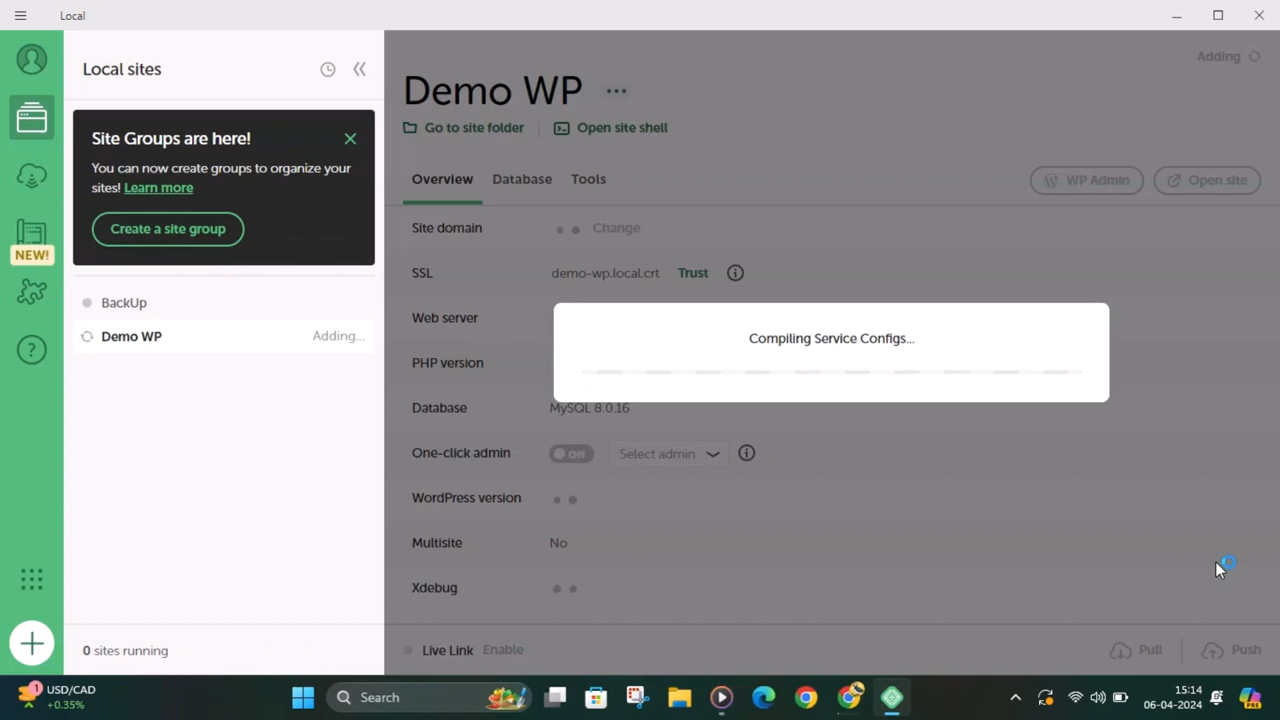 Local
Local sites
Site Groups are here!
You can now create groups to organize your
sites! Learn more
Create a site group
NEW!
BackUp
Demo WP Adding...
0 sites running
Adding
Demo WP ...
Go to site folder Open site shell
Overview Database Tools WP Admin Open site
Site domain Change
SSL demo-wp.local.crt Trust
Web server
Compiling Service Configs...
PHP version
Database MySQL 8.0.16
One-click admin Off Select admin
WordPress version
Multisite No
Xdebug
Live Link Enable Pull Push
1 USD/CAD
+0.35%
Search
15:14
06-04-2024
PRE